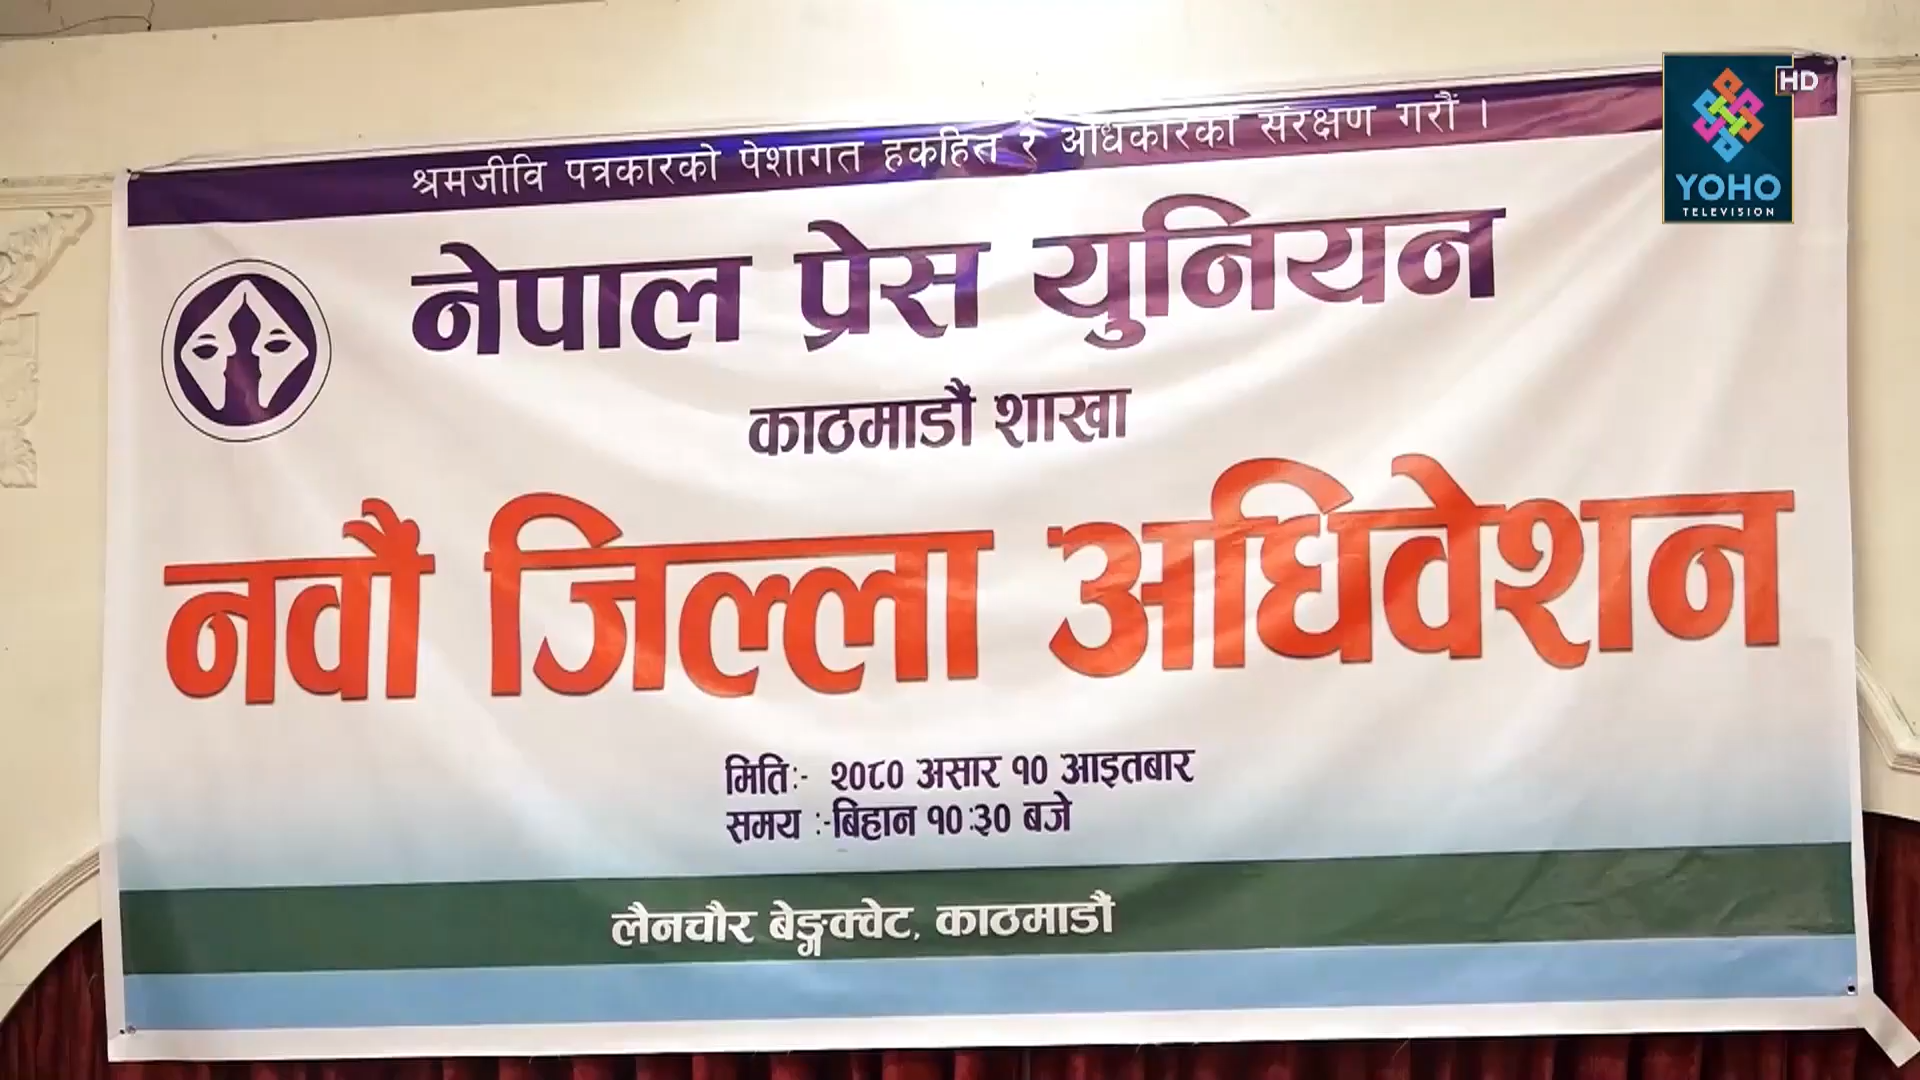 श्रमजीवि पत्रकारको पेशागत हकहित र अधिकारको संरक्षण गरौं ।
HD
YOHO
TELEVISION
नेपाल प्रेस युनियन
काठमाडौं शाखा
नवौं जिल्ला अधिवेशन
मिति:- २०८० असार १० आइतबार
समय :-बिहान १०:३० बजे
लैनचौर बेङ्क्वेट, काठमाडौं